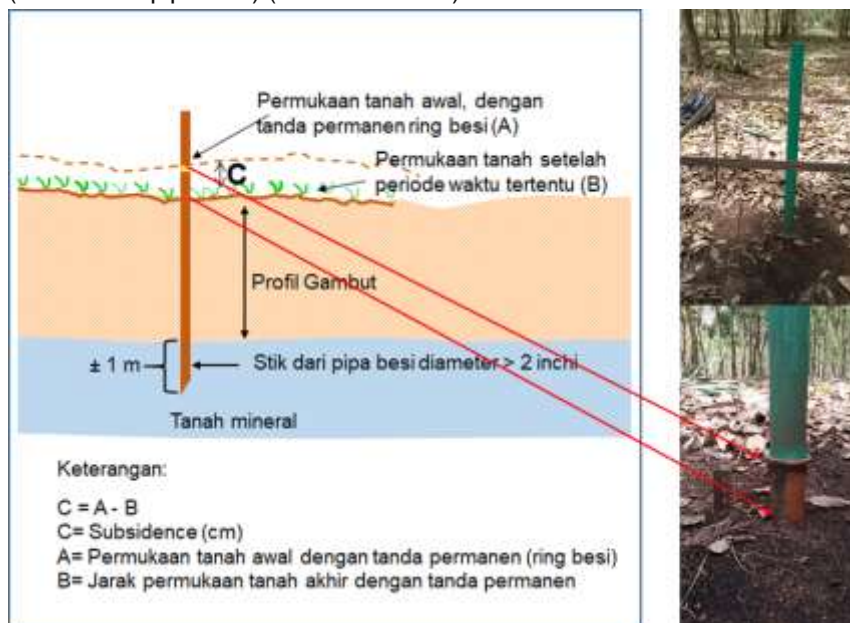 Permukaan tanah awal, dengan
tanda permanen ring besi (A)
C
Permukaan tanah setelah
periode waktu tertentu (B)
Profil Gambut
± 1 m
Stik dari pipa besi diameter > 2 inchi
Tanah mineral
Keterangan:
C = A - B
C= Subsidence (cm)
A= Permukaan tanah awal dengan tanda permanen (ring besi)
B= Jarak permukaan tanah akhir dengan tanda permanen